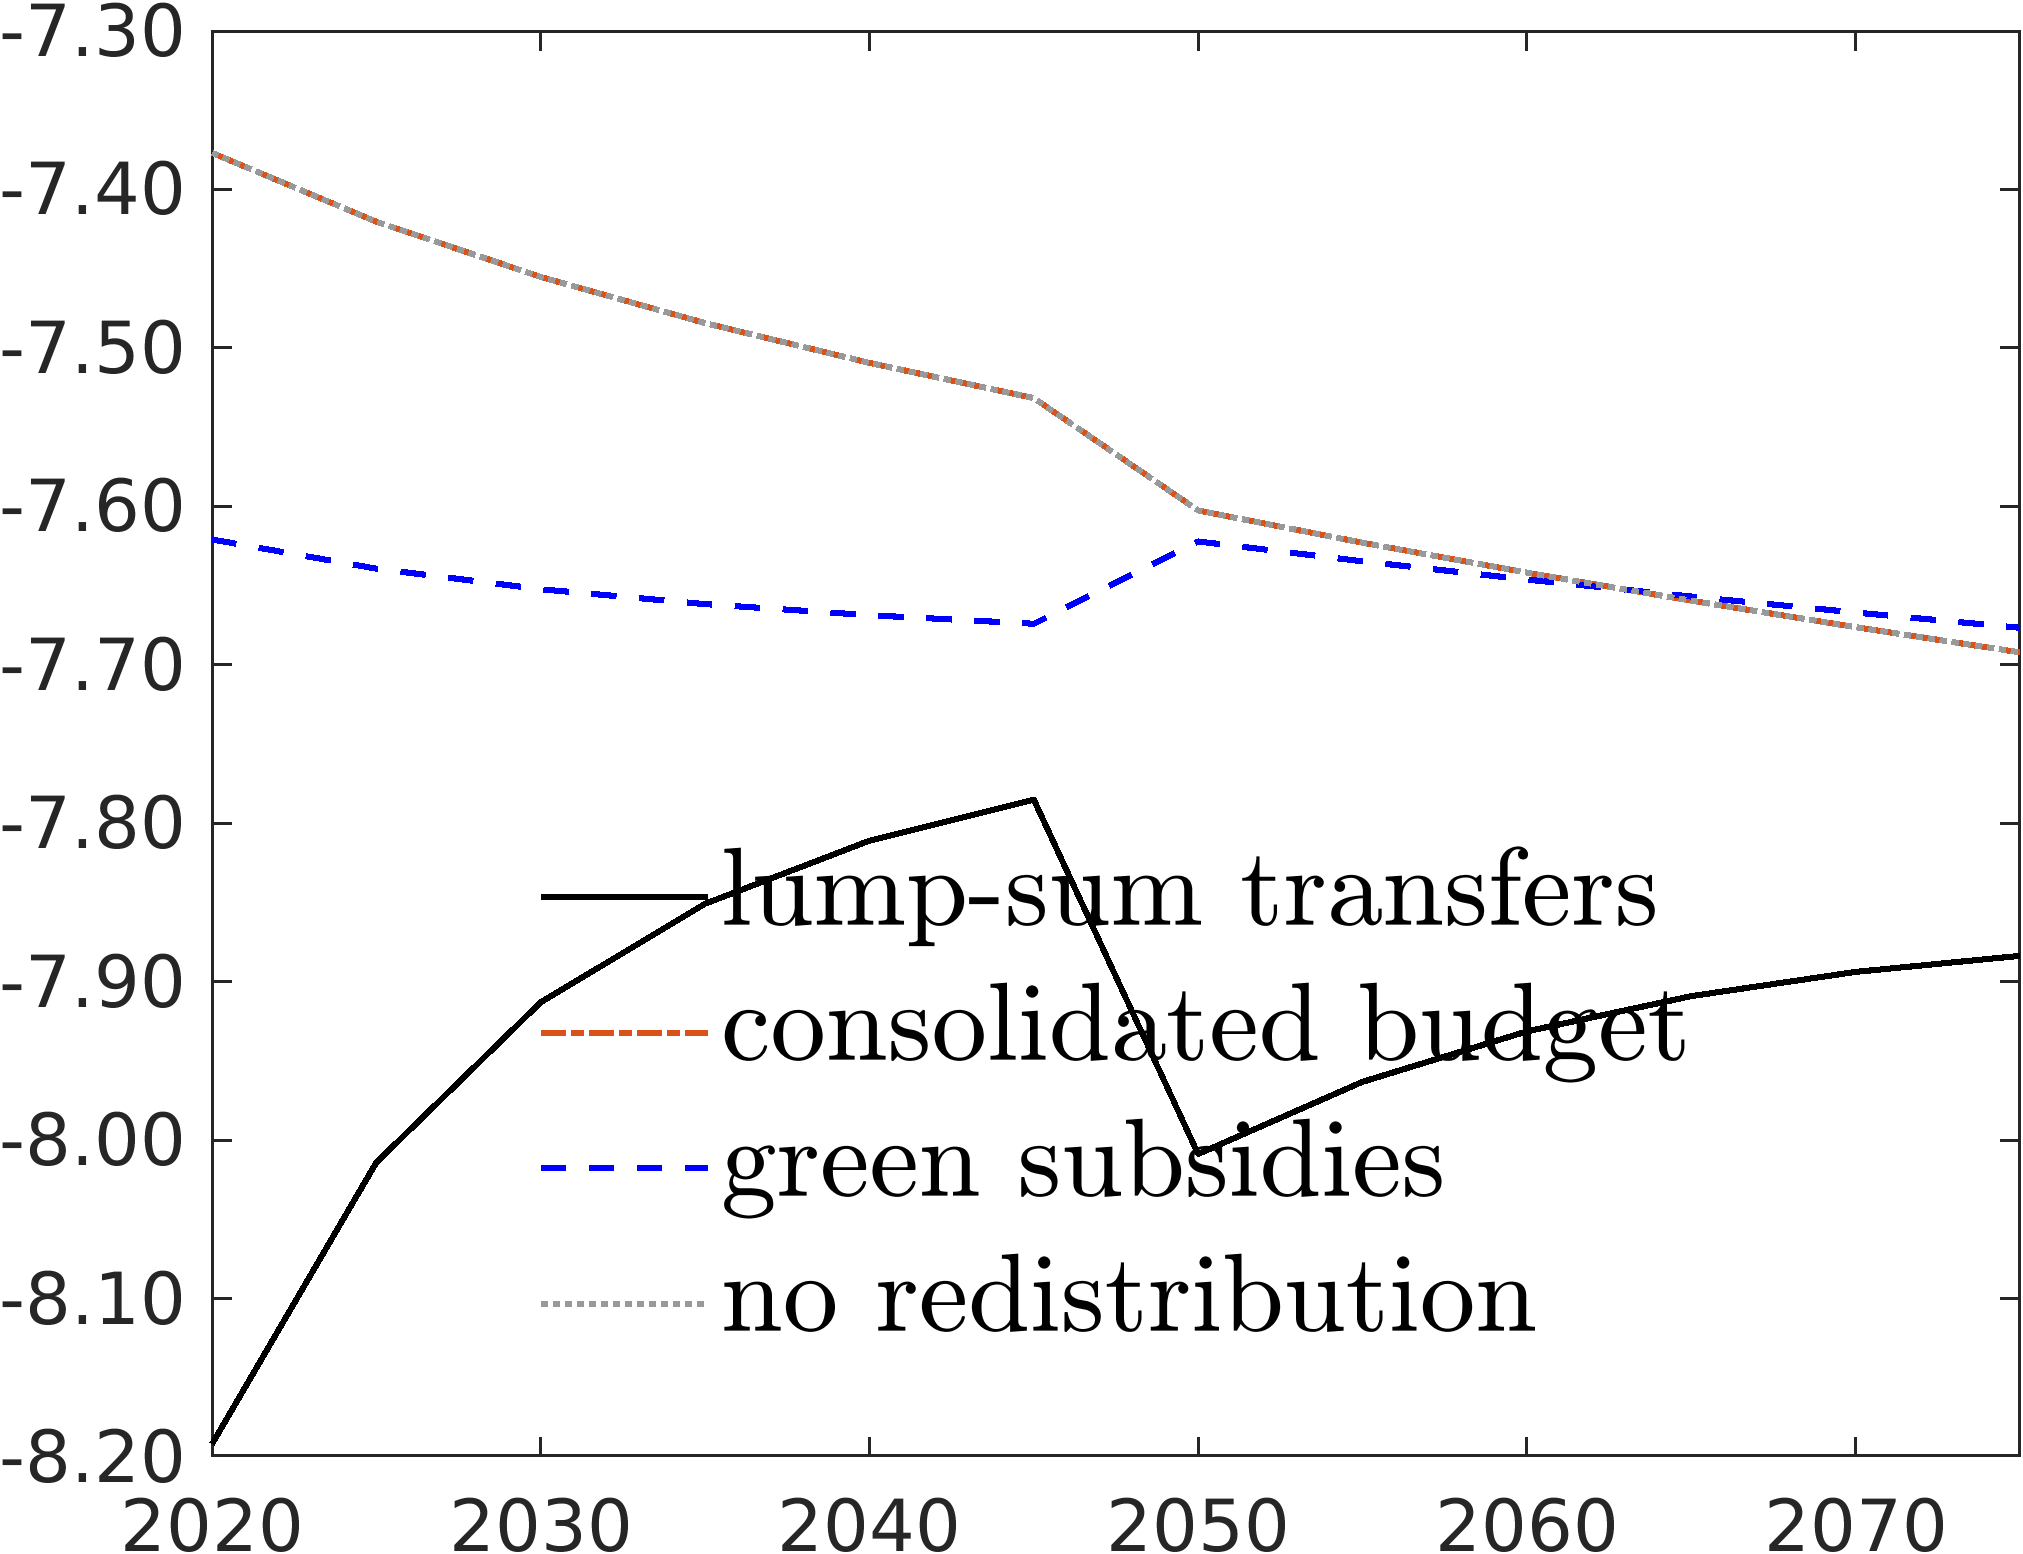 -7.30
-7.40
-7.50
-7.60
-7.70
-7.80
-7.90
-8.00
-8.10
-8.20
lump-sum transfers
consolidated budget
green subsidies
no redistribution
2020 2030 2040 2050 2060 2070